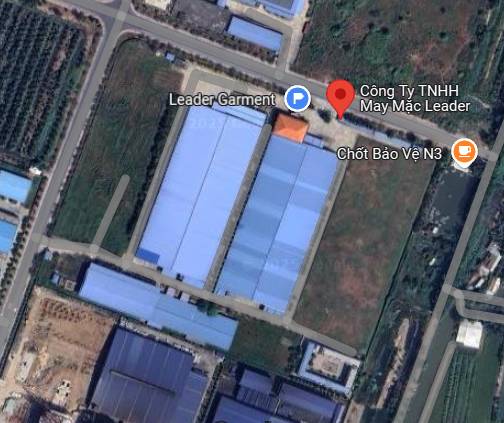 Leader Garment
Công Ty TNHH
May Mặc Leader
Chốt Bảo Vệ N3